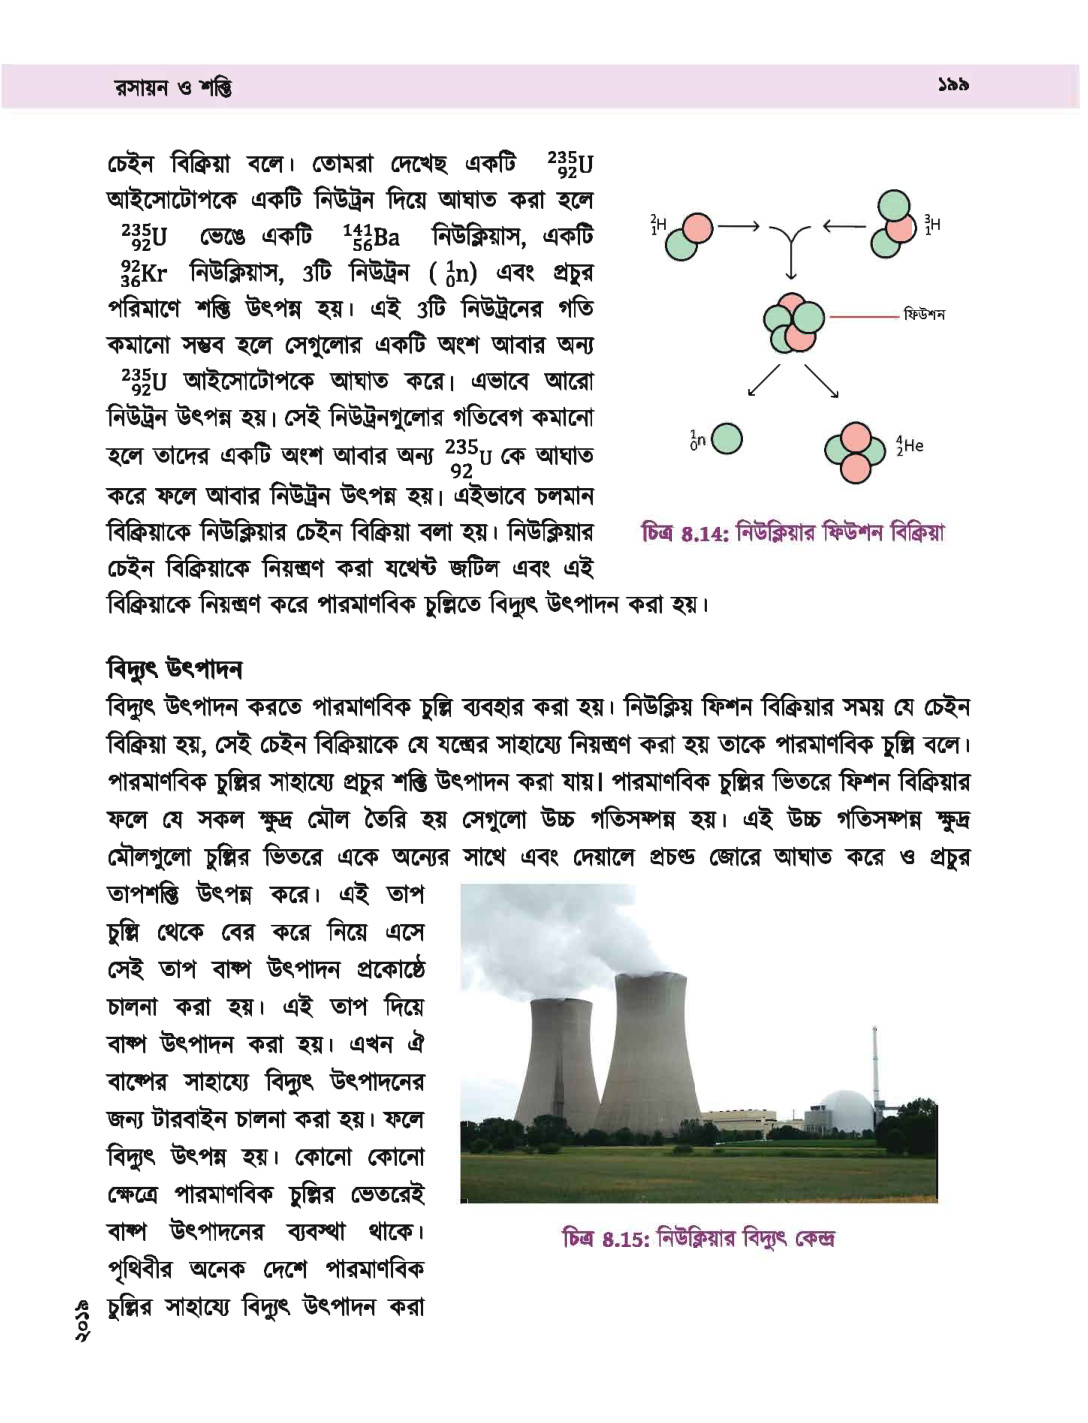 রসায়ন ও শক্তি
১৯৯
চেইন বিক্রিয়া বলে। তোমরা দেখেছ একটি ²³⁵₉₂U
আইসোটোপকে একটি নিউট্রন দিয়ে আঘাত করা হলে
²³⁵₉₂U ভেঙে একটি ¹⁴¹₅₆Ba নিউক্লিয়াস, একটি
⁹²₃₆Kr নিউক্লিয়াস, 3টি নিউট্রন (¹₀n) এবং প্রচুর
পরিমাণে শক্তি উৎপন্ন হয়। এই 3টি নিউট্রনের গতি
কমানো সম্ভব হলে সেগুলোর একটি অংশ আবার অন্য
²³⁵₉₂U আইসোটোপকে আঘাত করে। এভাবে আরো
নিউট্রন উৎপন্ন হয়। সেই নিউট্রনগুলোর গতিবেগ কমানো
হলে তাদের একটি অংশ আবার অন্য ²³⁵₉₂U কে আঘাত
করে ফলে আবার নিউট্রন উৎপন্ন হয়। এইভাবে চলমান
বিক্রিয়াকে নিউক্লিয়ার চেইন বিক্রিয়া বলা হয়। নিউক্লিয়ার
চেইন বিক্রিয়াকে নিয়ন্ত্রণ করা যথেষ্ট জটিল এবং এই
বিক্রিয়াকে নিয়ন্ত্রণ করে পারমাণবিক চুল্লিতে বিদ্যুৎ উৎপাদন করা হয়।
²₁H
³₁H
ফিউশন
¹₀n
⁴₂He
চিত্র 8.14: নিউক্লিয়ার ফিউশন বিক্রিয়া
বিদ্যুৎ উৎপাদন
বিদ্যুৎ উৎপাদন করতে পারমাণবিক চুল্লি ব্যবহার করা হয়। নিউক্লিয় ফিশন বিক্রিয়ার সময় যে চেইন
বিক্রিয়া হয়, সেই চেইন বিক্রিয়াকে যে যন্ত্রের সাহায্যে নিয়ন্ত্রণ করা হয় তাকে পারমাণবিক চুল্লি বলে।
পারমাণবিক চুল্লির সাহায্যে প্রচুর শক্তি উৎপাদন করা যায়। পারমাণবিক চুল্লির ভিতরে ফিশন বিক্রিয়ার
ফলে যে সকল ক্ষুদ্র মৌল তৈরি হয় সেগুলো উচ্চ গতিসম্পন্ন হয়। এই উচ্চ গতিসম্পন্ন ক্ষুদ্র
মৌলগুলো চুল্লির ভিতরে একে অন্যের সাথে এবং দেয়ালে প্রচণ্ড জোরে আঘাত করে ও প্রচুর
তাপশক্তি উৎপন্ন করে। এই তাপ
চুল্লি থেকে বের করে নিয়ে এসে
সেই তাপ বাষ্প উৎপাদন প্রকোষ্ঠে
চালনা করা হয়। এই তাপ দিয়ে
বাষ্প উৎপাদন করা হয়। এখন ঐ
বাষ্পের সাহায্যে বিদ্যুৎ উৎপাদনের
জন্য টারবাইন চালনা করা হয়। ফলে
বিদ্যুৎ উৎপন্ন হয়। কোনো কোনো
ক্ষেত্রে পারমাণবিক চুল্লির ভেতরেই
বাষ্প উৎপাদনের ব্যবস্থা থাকে।
পৃথিবীর অনেক দেশে পারমাণবিক
চুল্লির সাহায্যে বিদ্যুৎ উৎপাদন করা
চিত্র 8.15: নিউক্লিয়ার বিদ্যুৎ কেন্দ্র
২০১৯